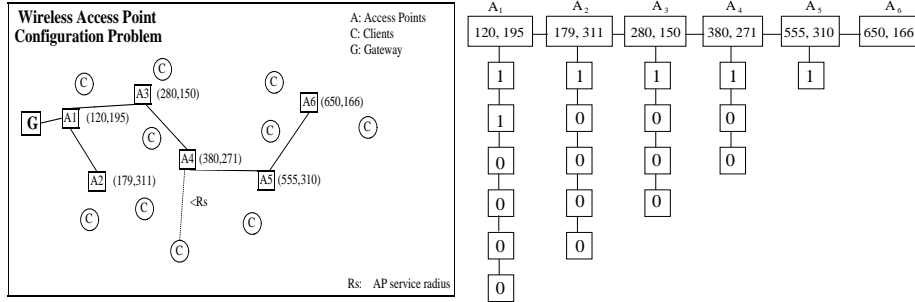 Wireless Access Point
Configuration Problem
A: Access Points
C: Clients
G: Gateway
C
C
C
A3 (280,150)
A6 (650,166)
G
A1 (120,195)
C
C
C
A4 (380,271)
A2 (179,311)
A5 (555,310)
<Rs
C
C
C
C
Rs: AP service radius
A1 A2 A3 A4 A5 A6
120, 195 179, 311 280, 150 380, 271 555, 310 650, 166
1 1 1 1 1
1 0 0 0
0 0 0 0
0 0 0
0 0
0